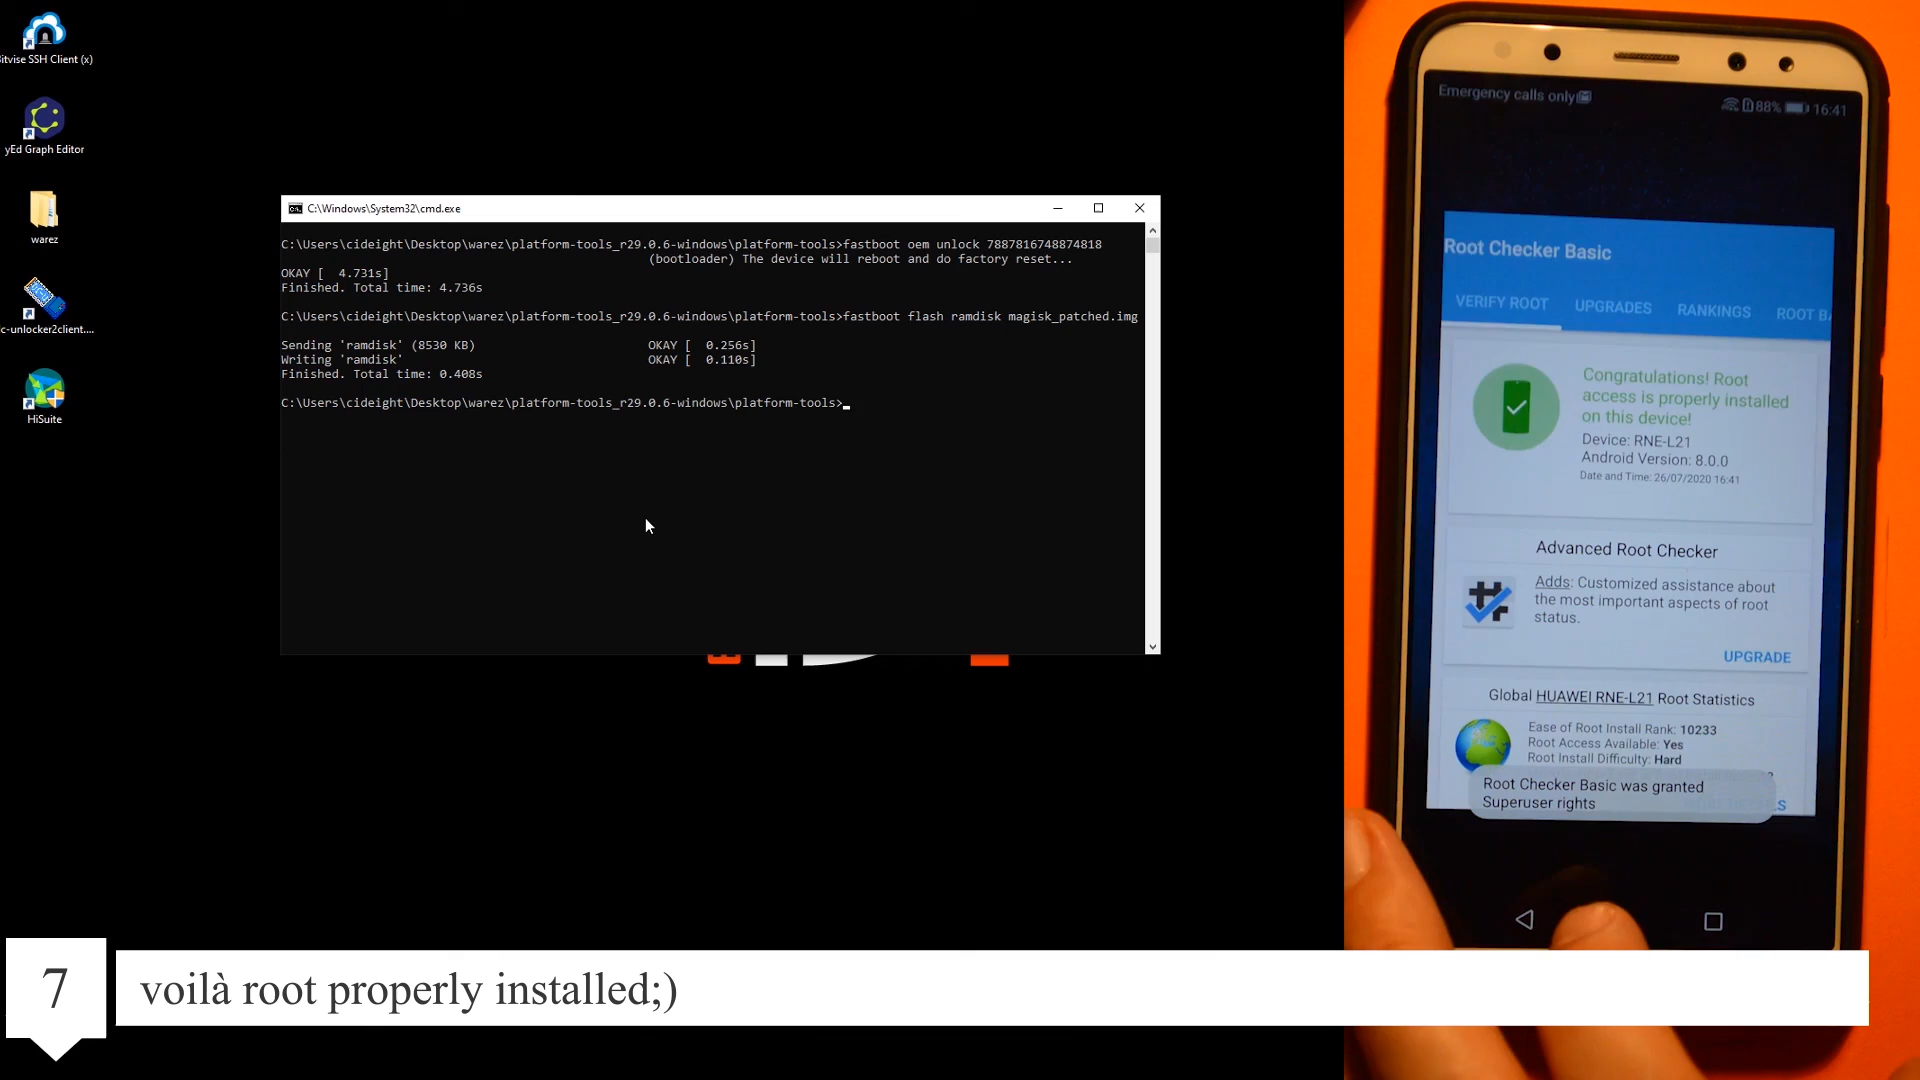 itvise SSH Client (x)
yEd Graph Editor
warez
c-unlocker2client....
HiSuite
C:\Windows\System32\cmd.exe
C:\Users\cideight\Desktop\warez\platform-tools_r29.0.6-windows\platform-tools>fastboot oem unlock 7887816748874818
(bootloader) The device will reboot and do factory reset...
OKAY [  4.731s]
Finished. Total time: 4.736s
C:\Users\cideight\Desktop\warez\platform-tools_r29.0.6-windows\platform-tools>fastboot flash ramdisk magisk_patched.img
Sending 'ramdisk' (8530 KB) OKAY [  0.256s]
Writing 'ramdisk' OKAY [  0.110s]
Finished. Total time: 0.408s
C:\Users\cideight\Desktop\warez\platform-tools_r29.0.6-windows\platform-tools>
Emergency calls only 88% 16:41
Root Checker Basic
VERIFY ROOT UPGRADES RANKINGS ROOT BA
Congratulations! Root
access is properly installed
on this device!
Device: RNE-L21
Android Version: 8.0.0
Date and Time: 26/07/2020 16:41
Advanced Root Checker
Adds: Customized assistance about
the most important aspects of root
status.
UPGRADE
Global HUAWEI RNE-L21 Root Statistics
Ease of Root Install Rank: 10233
Root Access Available: Yes
Root Install Difficulty: Hard
Root Checker Basic was granted
Superuser rights
7
voilà root properly installed;)